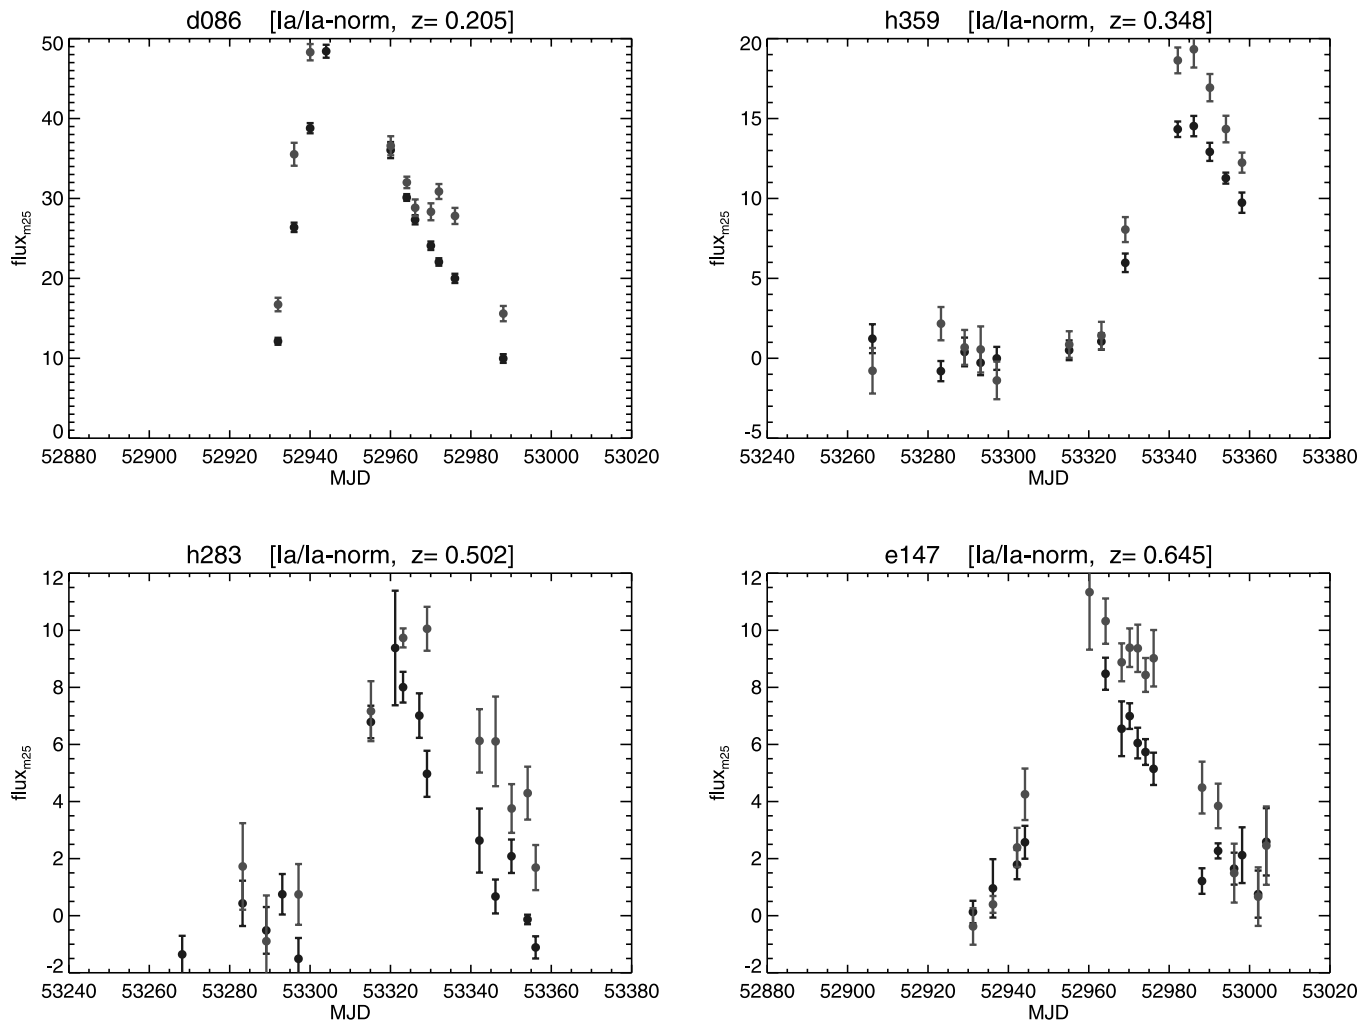 d086 [Ia/Ia-norm, z= 0.205]
50
40
30
20
10
0
flux_m25
52880 52900 52920 52940 52960 52980 53000 53020
MJD
h359 [Ia/Ia-norm, z= 0.348]
20
15
10
5
0
-5
flux_m25
53240 53260 53280 53300 53320 53340 53360 53380
MJD
h283 [Ia/Ia-norm, z= 0.502]
12
10
8
6
4
2
0
-2
flux_m25
53240 53260 53280 53300 53320 53340 53360 53380
MJD
e147 [Ia/Ia-norm, z= 0.645]
12
10
8
6
4
2
0
-2
flux_m25
52880 52900 52920 52940 52960 52980 53000 53020
MJD